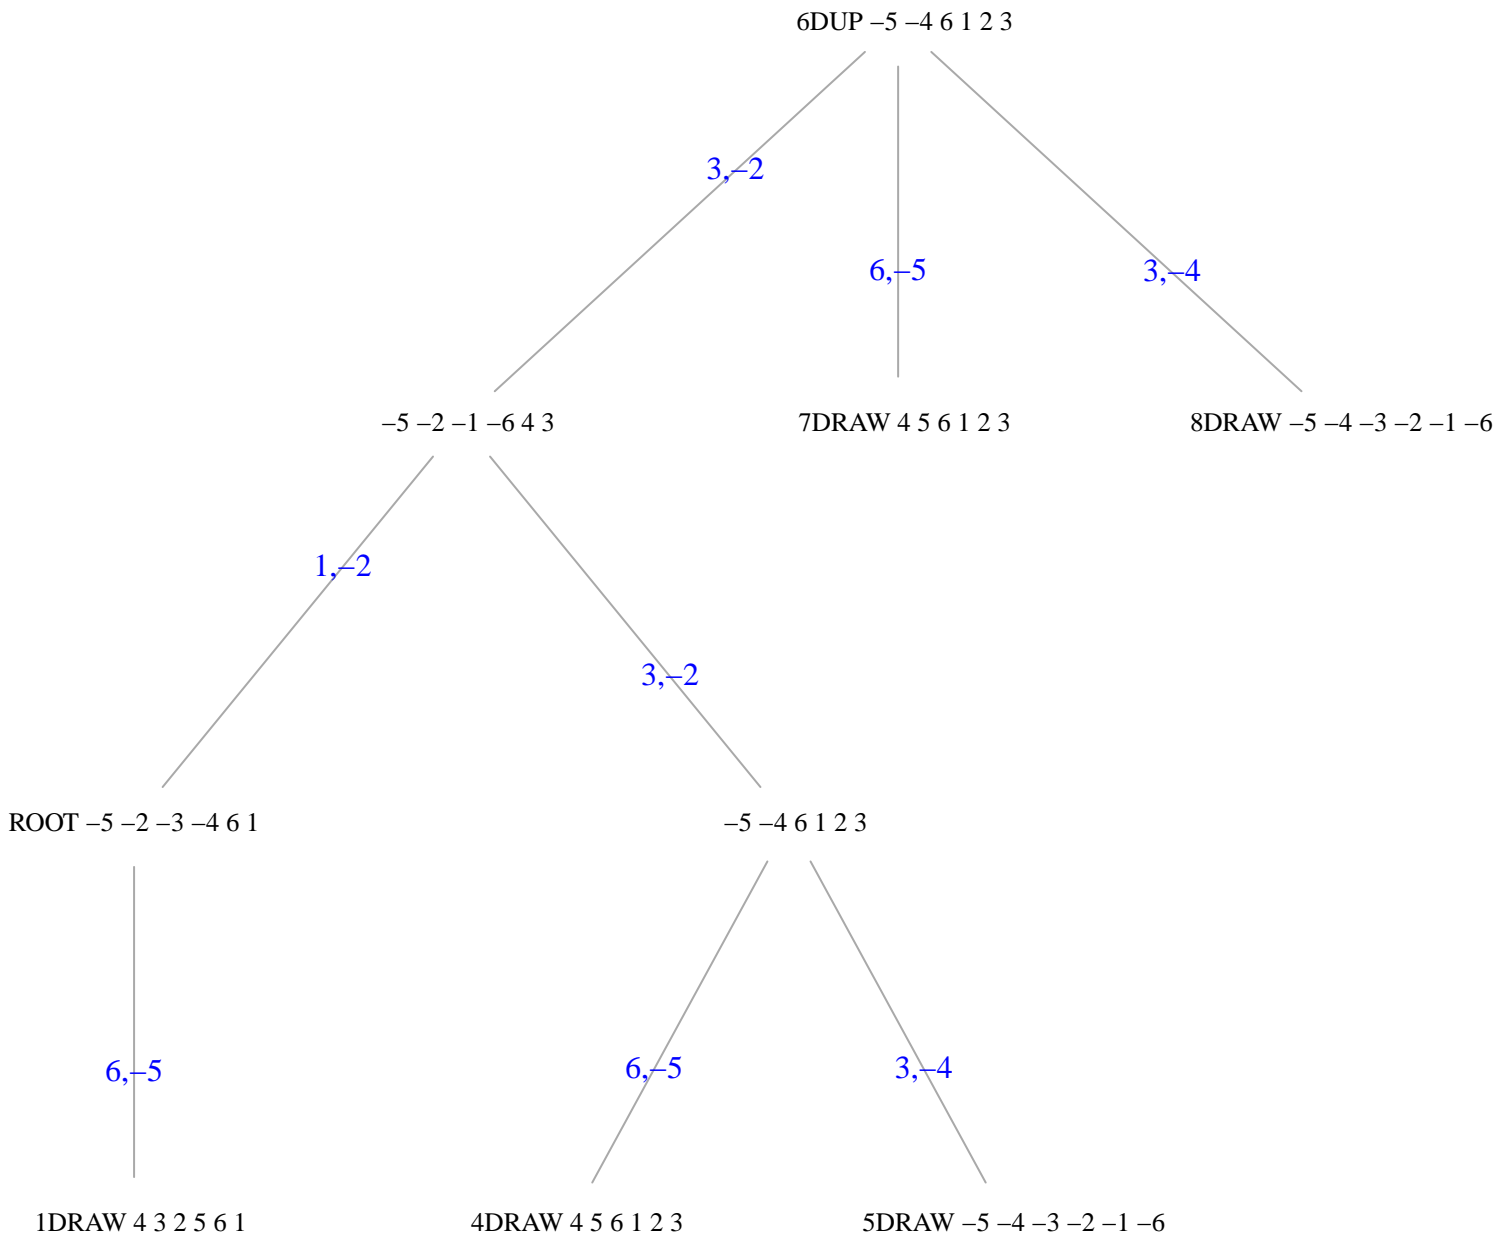 6DUP –5 –4 6 1 2 3
3,–2
6,–5
3,–4
–5 –2 –1 –6 4 3
7DRAW 4 5 6 1 2 3
8DRAW –5 –4 –3 –2 –1 –6
1,–2
3,–2
ROOT –5 –2 –3 –4 6 1
–5 –4 6 1 2 3
6,–5
6,–5
3,–4
1DRAW 4 3 2 5 6 1
4DRAW 4 5 6 1 2 3
5DRAW –5 –4 –3 –2 –1 –6